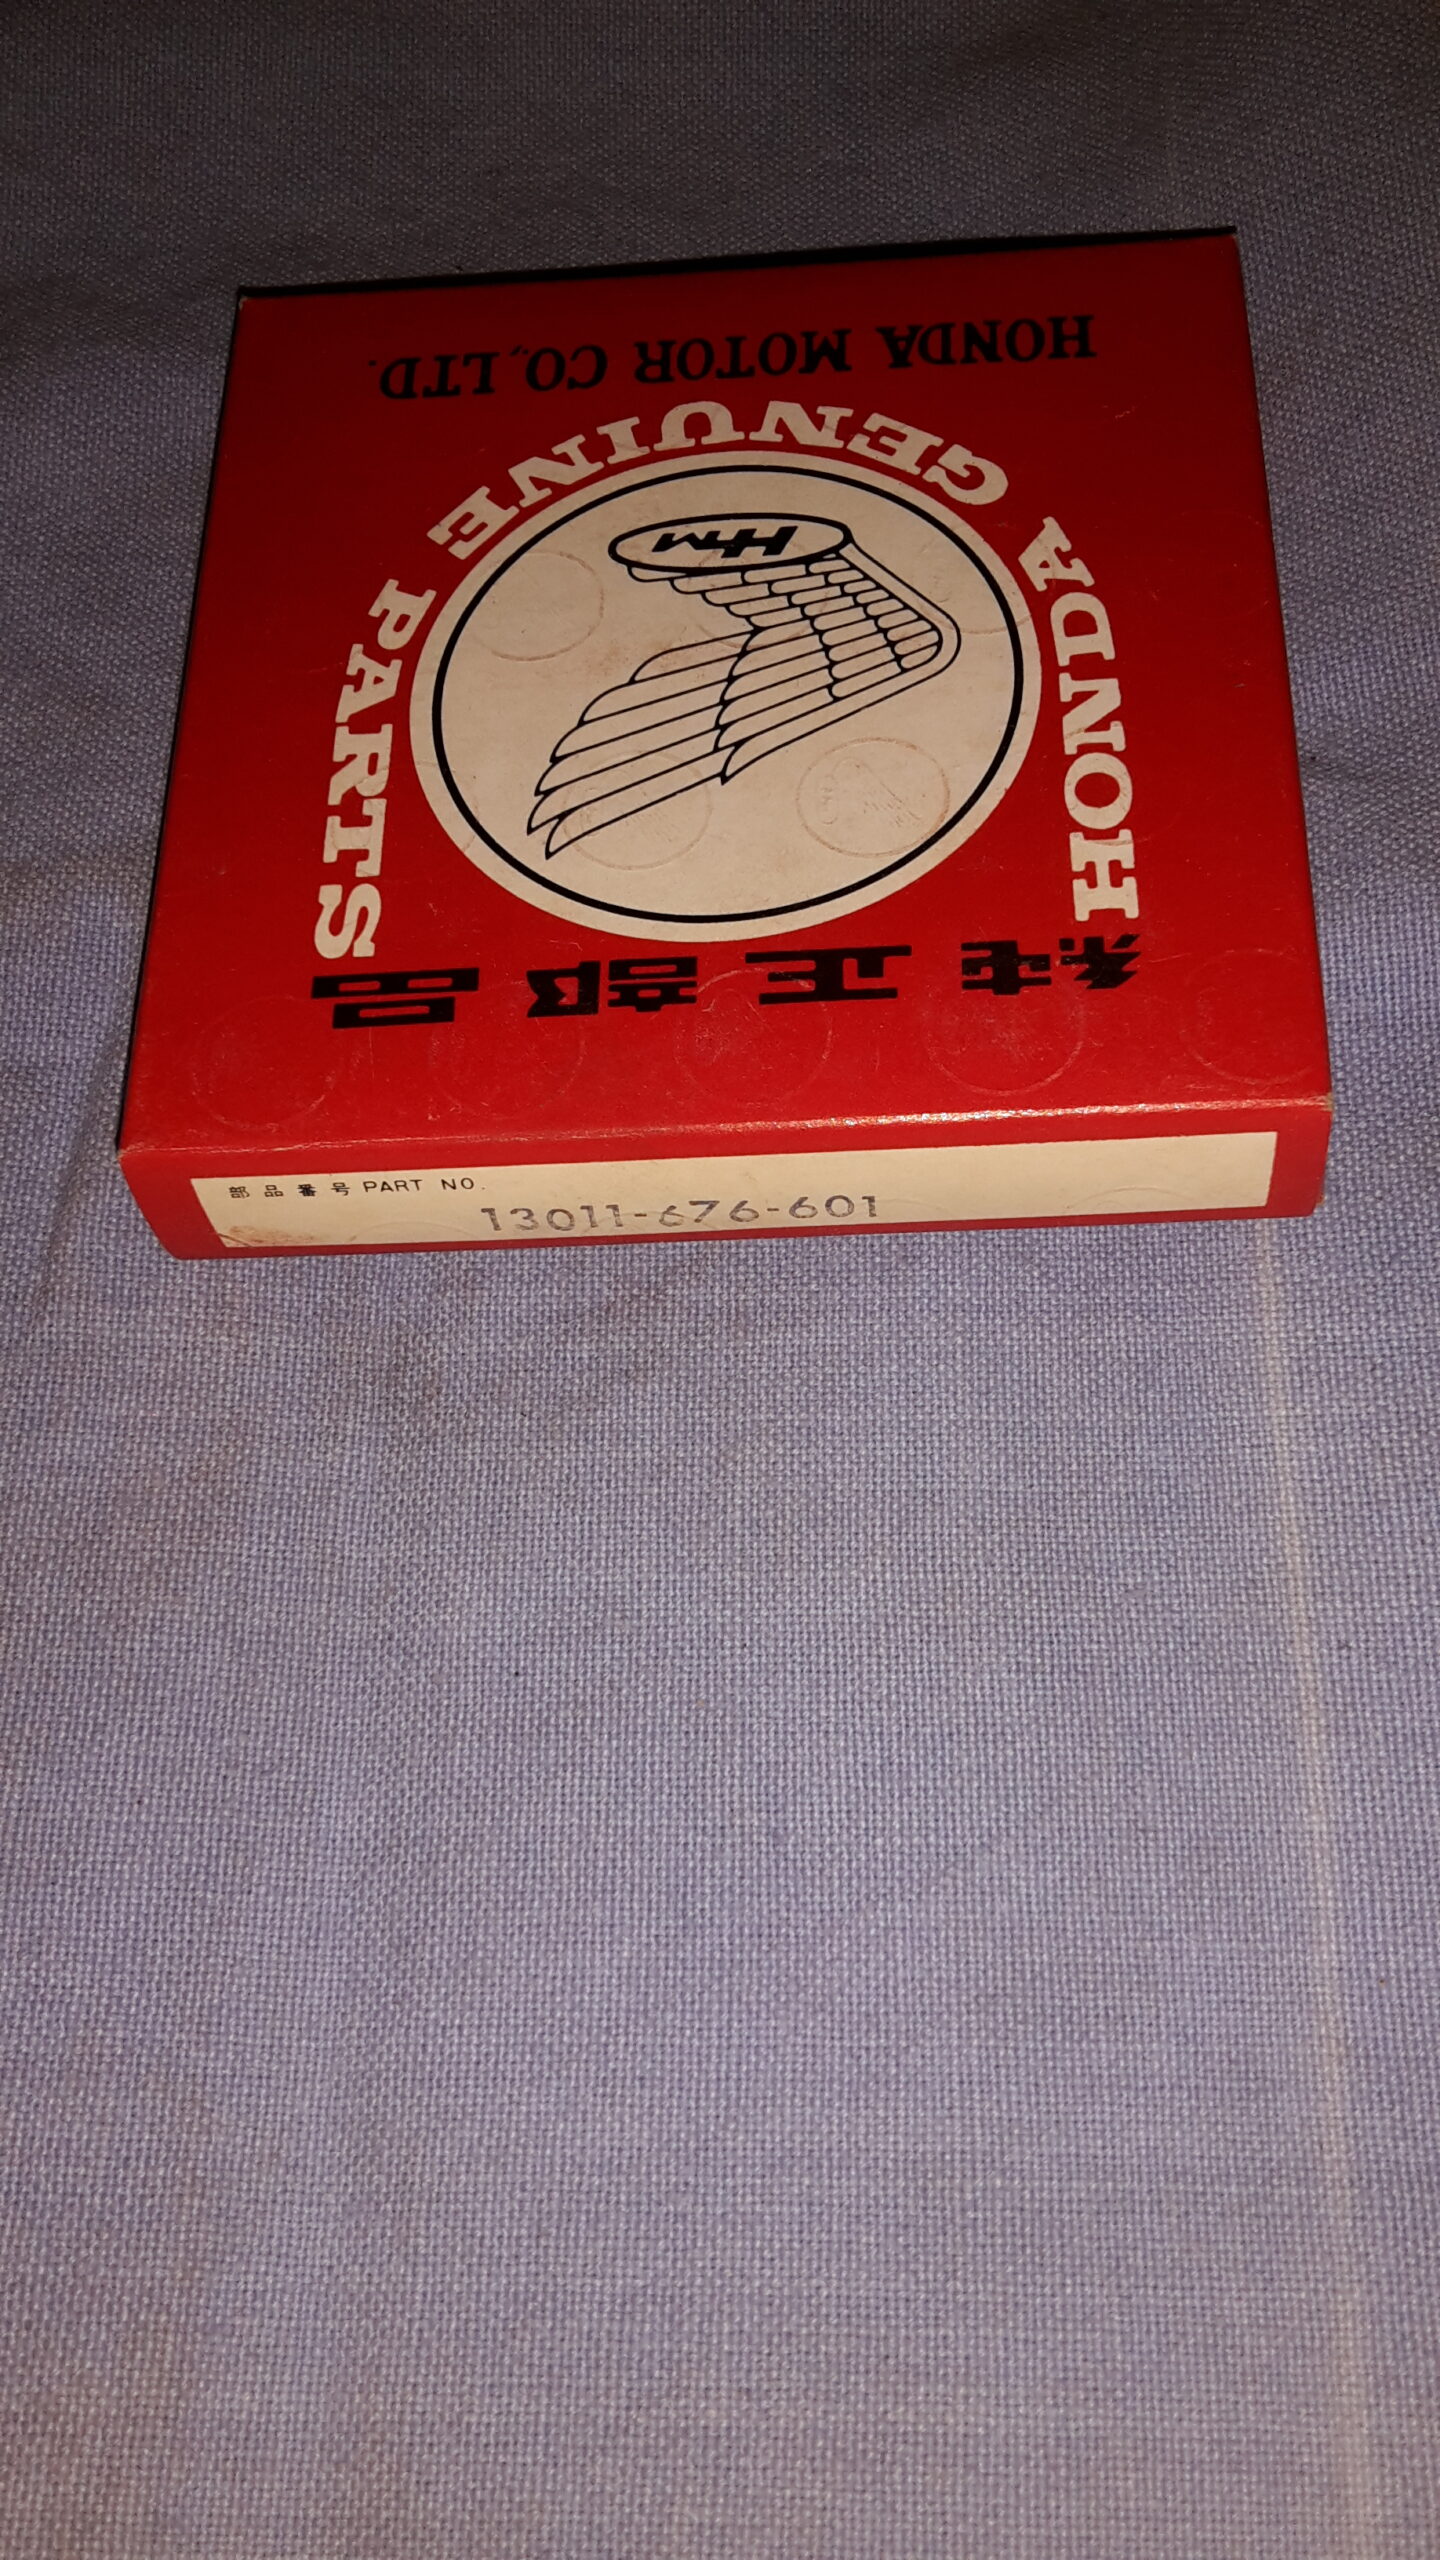 純正部品
HONDA GENUINE PARTS
HM
HONDA MOTOR CO., LTD.
部品番号 PART NO.
13011-676-601